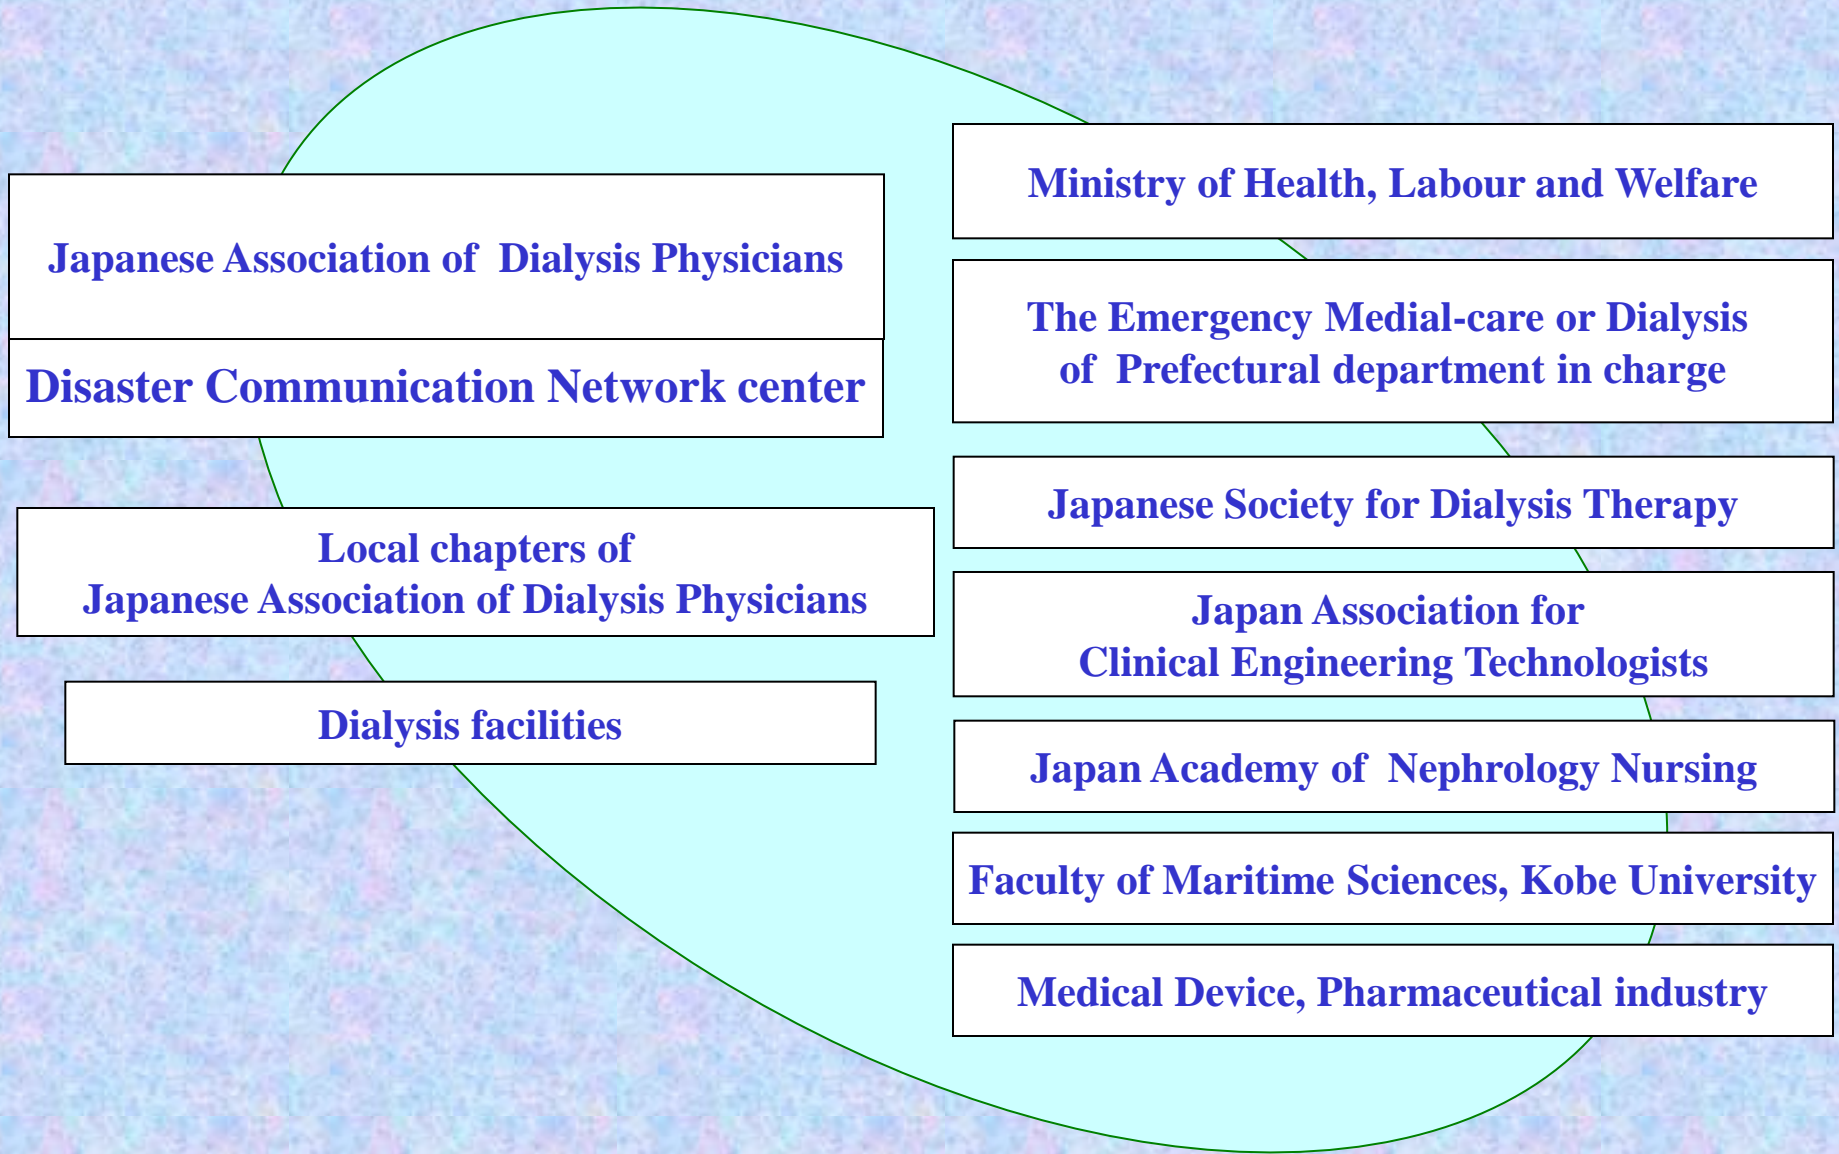 Japanese Association of Dialysis Physicians
Disaster Communication Network center
Local chapters of
Japanese Association of Dialysis Physicians
Dialysis facilities
Ministry of Health, Labour and Welfare
The Emergency Medial-care or Dialysis
of Prefectural department in charge
Japanese Society for Dialysis Therapy
Japan Association for
Clinical Engineering Technologists
Japan Academy of Nephrology Nursing
Faculty of Maritime Sciences, Kobe University
Medical Device, Pharmaceutical industry